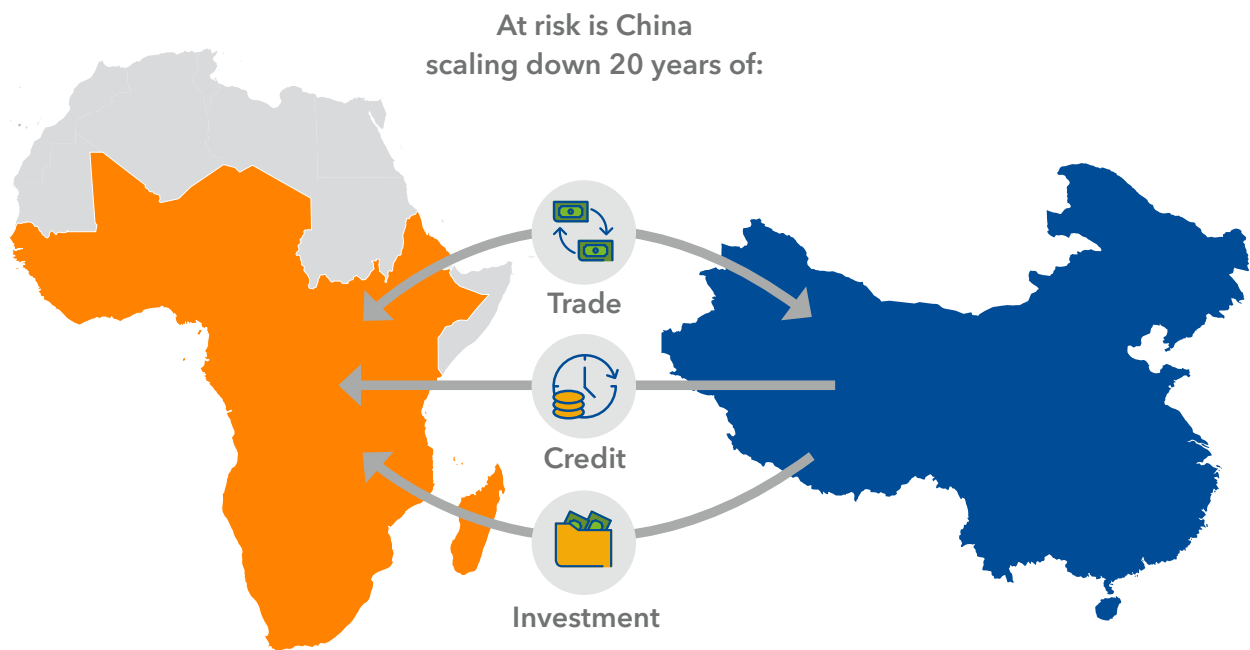 At risk is China
scaling down 20 years of:
Trade
Credit
Investment